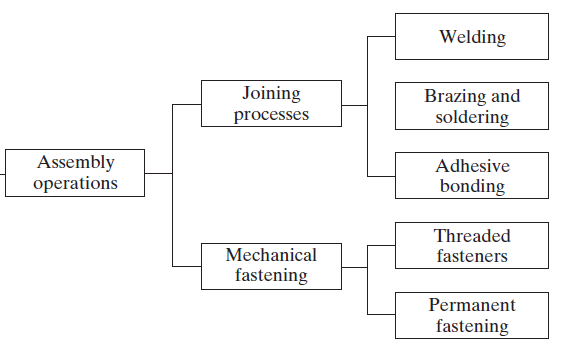 Assembly
operations
Joining
processes
Mechanical
fastening
Welding
Brazing and
soldering
Adhesive
bonding
Threaded
fasteners
Permanent
fastening